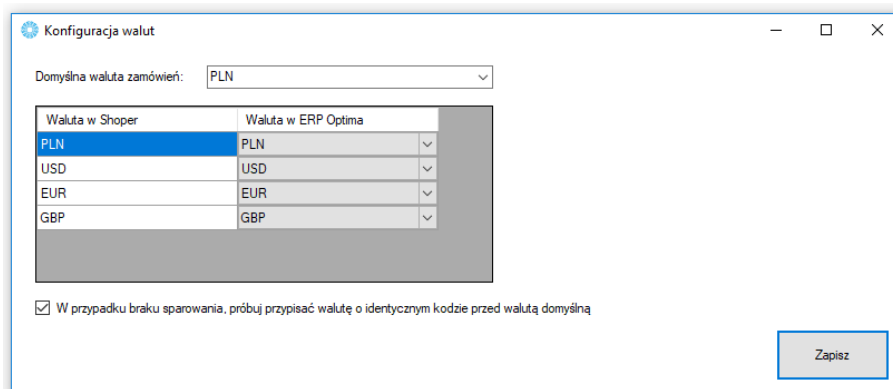 Konfiguracja walut
Domyślna waluta zamówień: PLN
Waluta w Shoper Waluta w ERP Optima
PLN PLN
USD USD
EUR EUR
GBP GBP
W przypadku braku sparowania, próbuj przypisać walutę o identycznym kodzie przed walutą domyślną
Zapisz